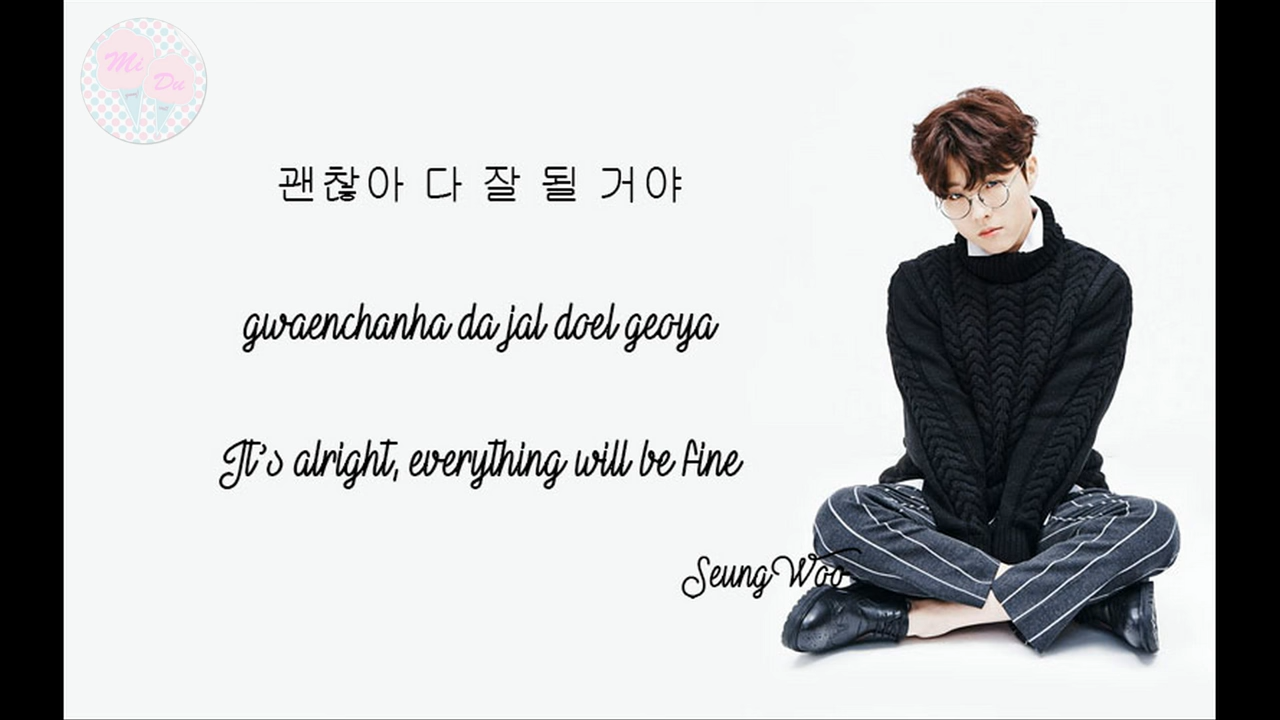 Mi
Du
괜찮아 다 잘 될 거야
gwaenchanha da jal doel geoya
It's alright, everything will be fine
SeungWoo